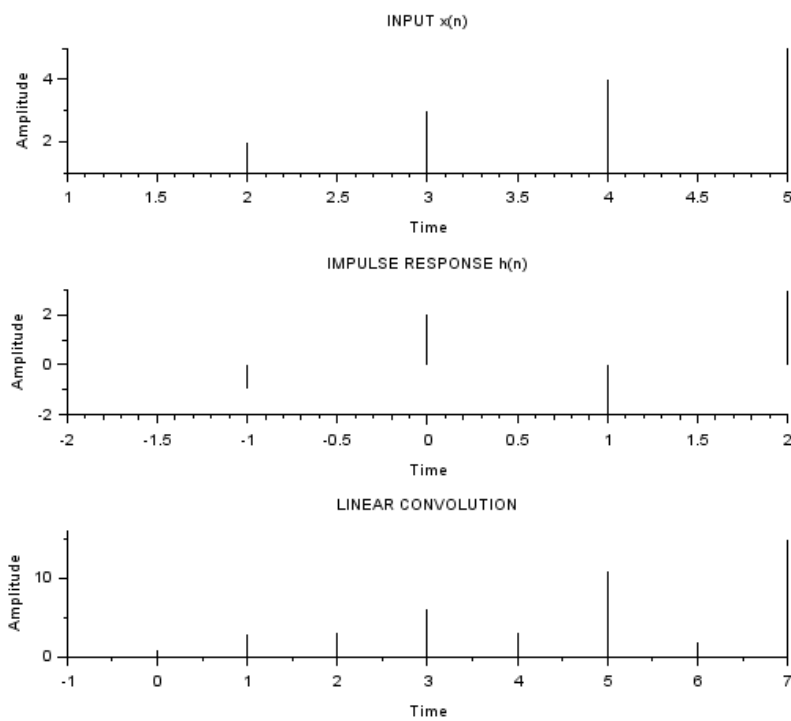 INPUT x(n)
Amplitude
4
2
1 1.5 2 2.5 3 3.5 4 4.5 5
Time
IMPULSE RESPONSE h(n)
Amplitude
2
0
-2
-2 -1.5 -1 -0.5 0 0.5 1 1.5 2
Time
LINEAR CONVOLUTION
Amplitude
10
0
-1 0 1 2 3 4 5 6 7
Time